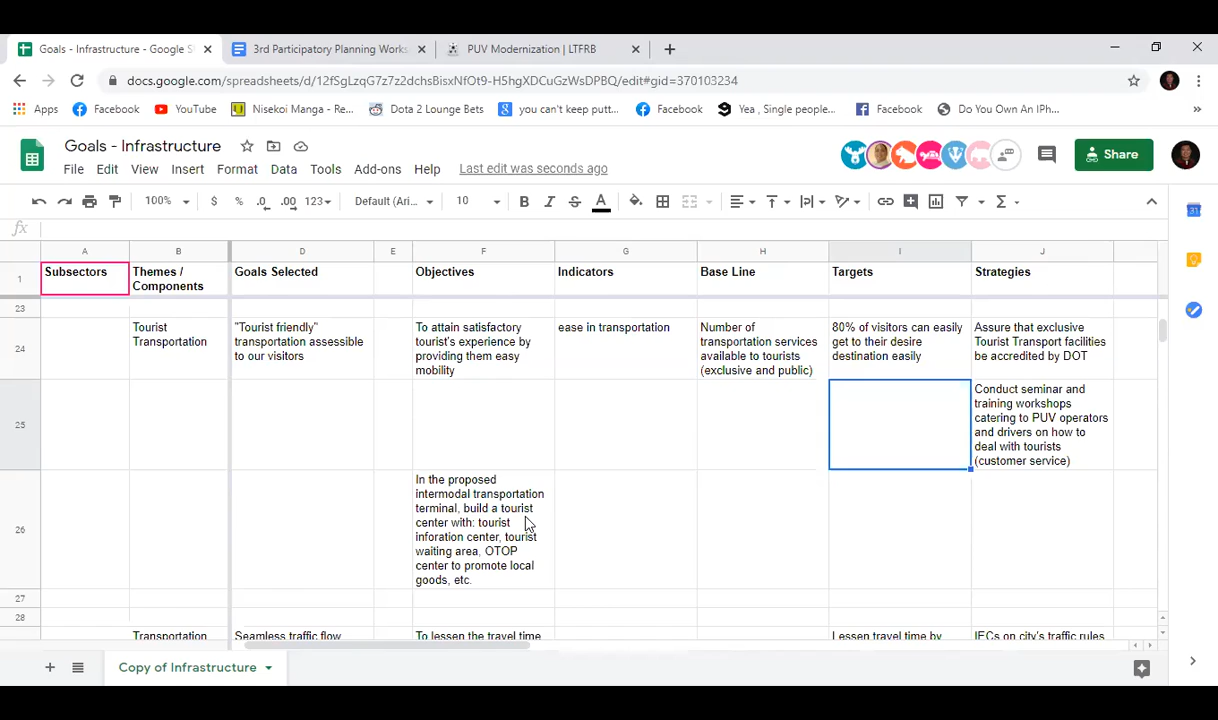 Goals - Infrastructure - Google S
3rd Participatory Planning Works
PUV Modernization | LTFRB
docs.google.com/spreadsheets/d/12fSgLzqG7z7z2dchsBisxNfOt9-H5hgXDCuGzWsDPBQ/edit#gid=370103234
Apps
Facebook
YouTube
Nisekoi Manga - Re...
Dota 2 Lounge Bets
you can't keep putt...
Facebook
Yea , Single people...
Facebook
Do You Own An IPh...
»
Goals - Infrastructure
Share
File Edit View Insert Format Data Tools Add-ons Help Last edit was seconds ago
100% $ % .0 .00 123 Default (Ari... 10 B I S A
fx
A B D E F G H I J
1
Subsectors
Themes /
Components
Goals Selected
Objectives
Indicators
Base Line
Targets
Strategies
23
24
Tourist
Transportation
"Tourist friendly"
transportation assessible
to our visitors
To attain satisfactory
tourist's experience by
providing them easy
mobility
ease in transportation
Number of
transportation services
available to tourists
(exclusive and public)
80% of visitors can easily
get to their desire
destination easily
Assure that exclusive
Tourist Transport facilities
be accredited by DOT
25
Conduct seminar and
training workshops
catering to PUV operators
and drivers on how to
deal with tourists
(customer service)
26
In the proposed
intermodal transportation
terminal, build a tourist
center with: tourist
inforation center, tourist
waiting area, OTOP
center to promote local
goods, etc.
27
28
Transportation
Seamless traffic flow
To lessen the travel time
Lessen travel time by
IECs on city's traffic rules
Copy of Infrastructure
31